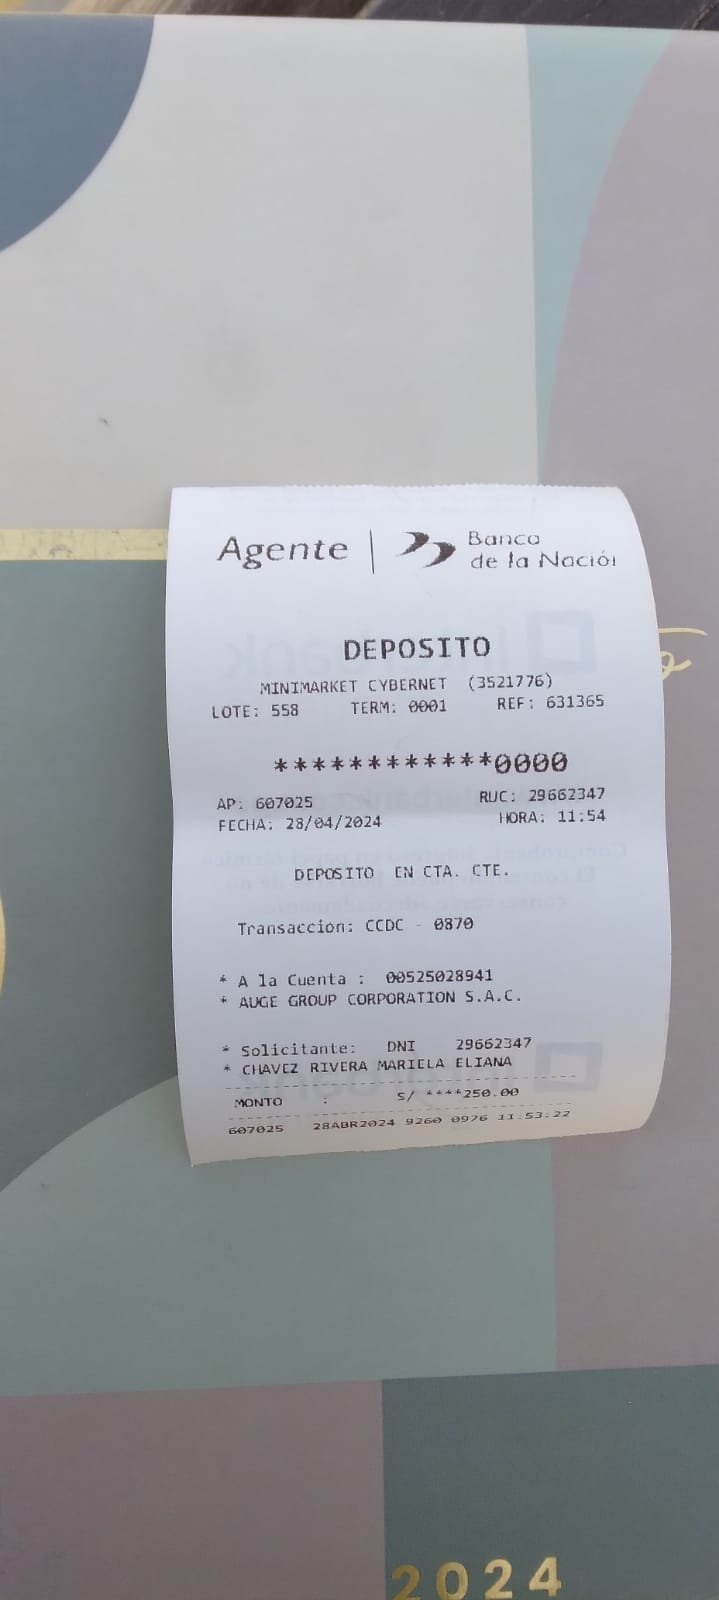 Agente | Banco
de la Nació
DEPOSITO
MINIMARKET CYBERNET (3521776)
LOTE: 558 TERM: 0001 REF: 631365
************0000
AP: 607025 RUC: 29662347
FECHA: 28/04/2024 HORA: 11:54
DEPOSITO EN CTA. CTE.
Transaccion: CCDC - 0870
* A la Cuenta : 00525028941
* AUGE GROUP CORPORATION S.A.C.
* Solicitante: DNI 29662347
* CHAVEZ RIVERA MARIELA ELIANA
MONTO : S/ ****250.00
607025 28ABR2024 9260 0976 11:53:22
2024